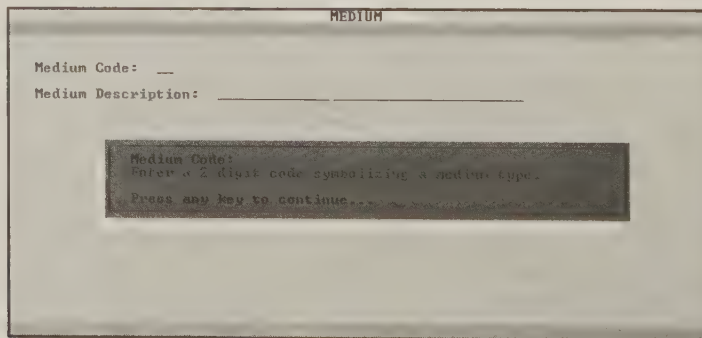 MEDIUM
Medium Code: __
Medium Description: ____________________________
Medium Code:
Enter a 2 digit code symbolizing a medium type.
Press any key to continue...